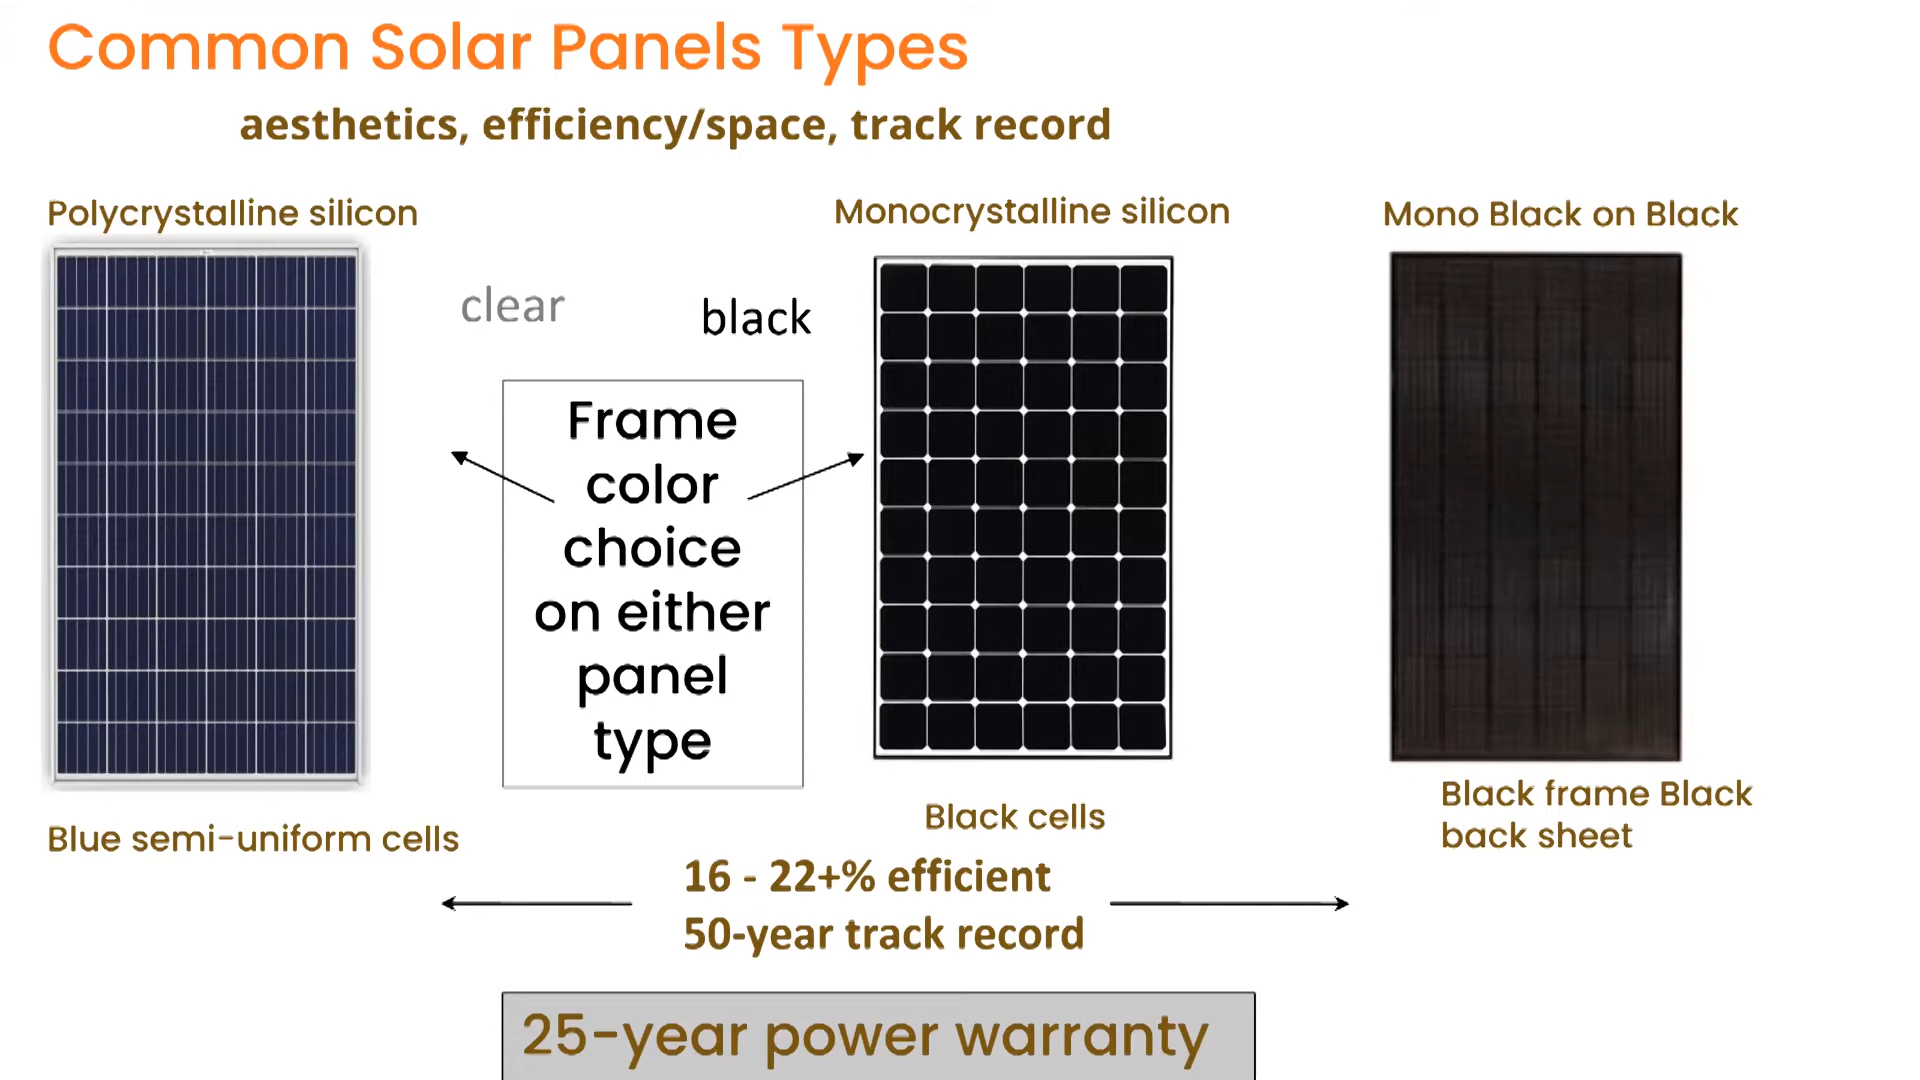 Common Solar Panels Types
aesthetics, efficiency/space, track record
Polycrystalline silicon
Monocrystalline silicon
Mono Black on Black
clear
black
Frame
color
choice
on either
panel
type
Blue semi-uniform cells
Black cells
Black frame Black
back sheet
16 - 22+% efficient
50-year track record
25-year power warranty